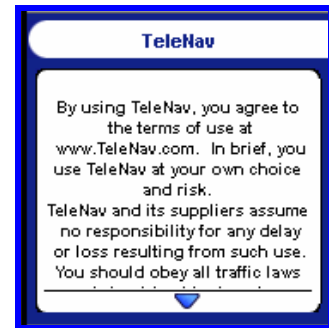 TeleNav
By using TeleNav, you agree to
the terms of use at
www.TeleNav.com. In brief, you
use TeleNav at your own choice
and risk.
TeleNav and its suppliers assume
no responsibility for any delay
or loss resulting from such use.
You should obey all traffic laws